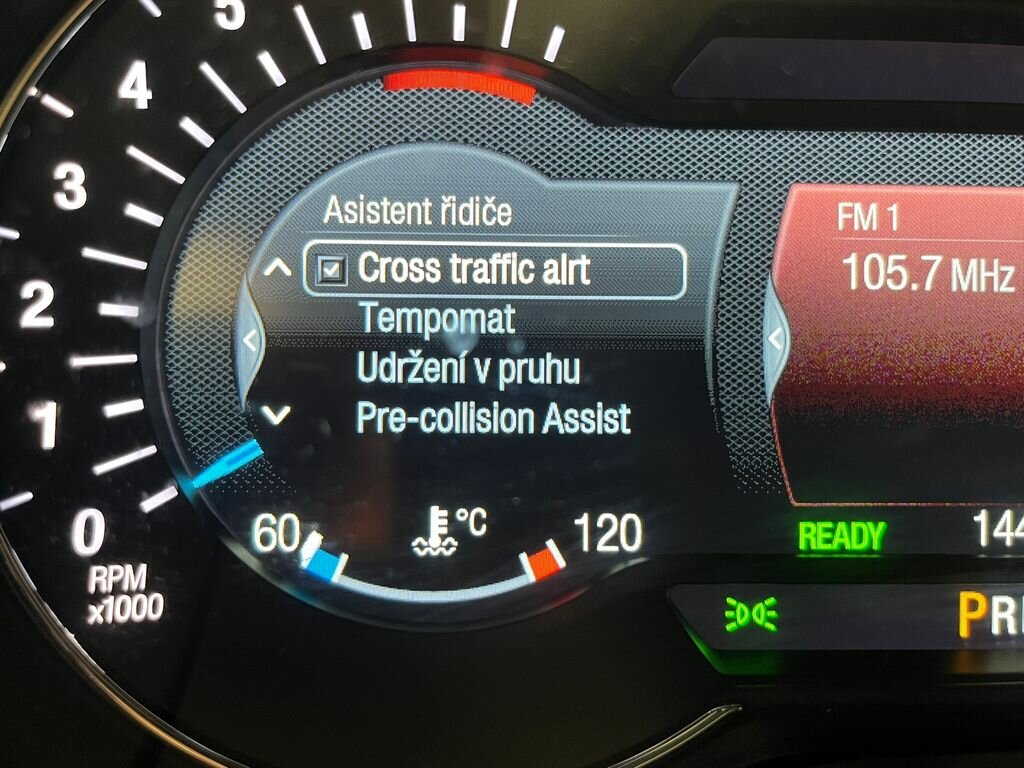 5
4
3
2
1
0
RPM
x1000
Asistent řidiče
Cross traffic alrt
Tempomat
Udržení v pruhu
Pre-collision Assist
60
°C
120
FM 1
105.7 MHz
READY
144
PR